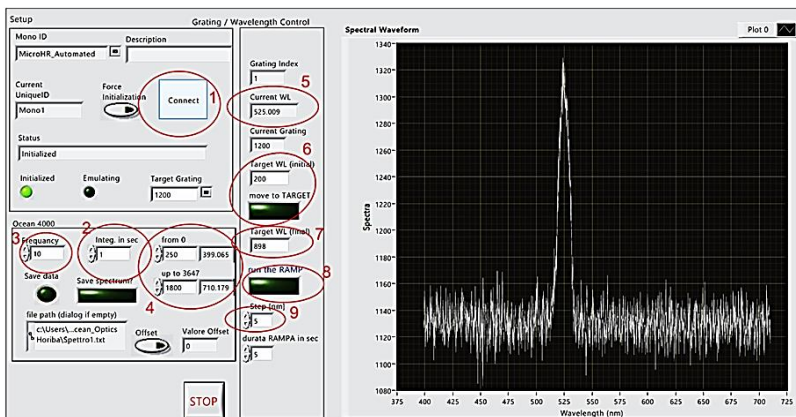 Setup
Grating / Wavelength Control
Mono ID
Description
MicroHR_Automated
Current UniqueID
Mono1
Force Initialization
Connect
1
Status
Initialized
Initialized
Emulating
Target Grating
1200
Grating Index
1
5
Current WL
525.009
Current Grating
1200
6
Target WL (initial)
200
move to TARGET
Target WL (final)
898
7
run the RAMP
8
Step [nm]
5
9
durata RAMPA in sec
5
Ocean 4000
3
Frequancy
10
2
Integ. in sec
1
from 0
250
399.065
up to 3647
1800
710.179
Save data
Save spectrum?
4
file path (dialog if empty)
c:\Users\...cean_Optics
Horiba\Spettro1.txt
Offset
Valore Offset
0
STOP
Spectral Waveform
Plot 0
Spectra
1340
1320
1300
1280
1260
1240
1220
1200
1180
1160
1140
1120
1100
1080
375
400
425
450
475
500
525
550
575
600
625
650
675
700
725
Wavelength (nm)